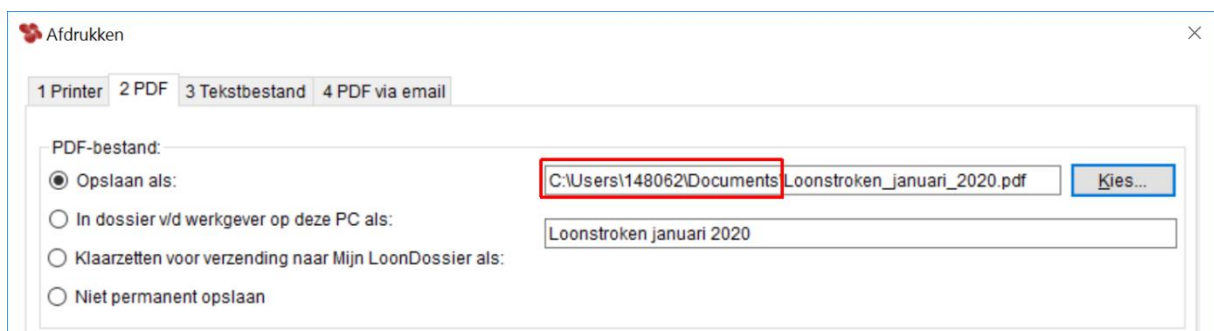 Afdrukken
1 Printer 2 PDF 3 Tekstbestand 4 PDF via email
PDF-bestand:
Opslaan als: C:\Users\148062\Documents\Loonstroken_januari_2020.pdf Kies...
In dossier v/d werkgever op deze PC als:
Loonstroken januari 2020
Klaarzetten voor verzending naar Mijn LoonDossier als:
Niet permanent opslaan